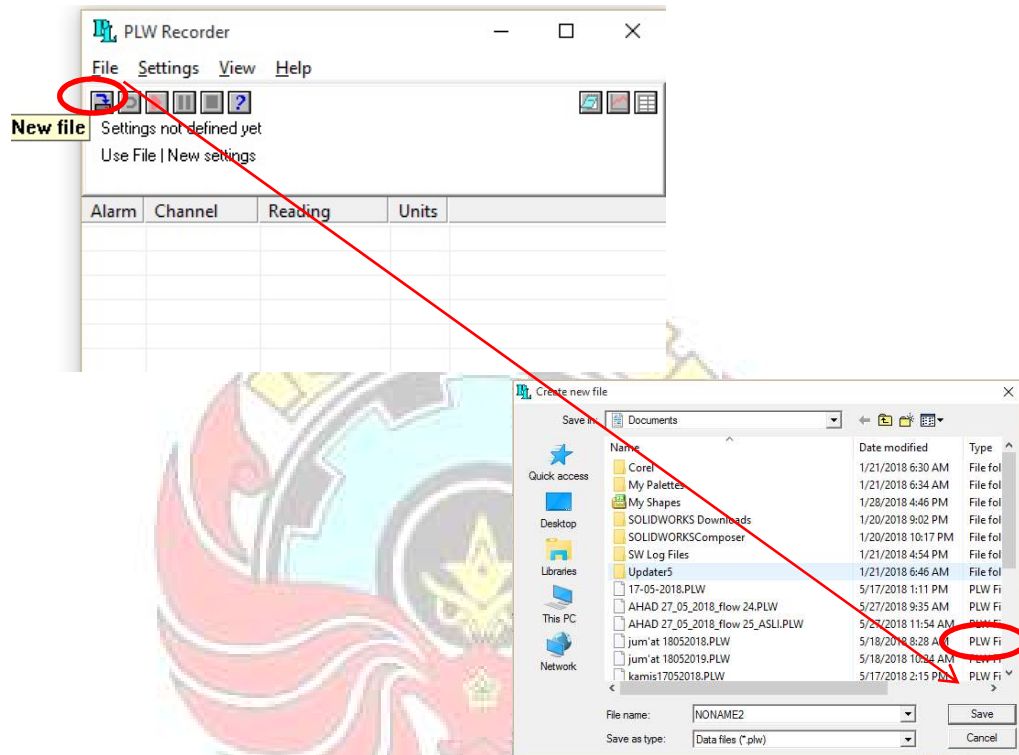 PLW Recorder
File Settings View Help
New file
Settings not defined yet
Use File | New settings
Alarm Channel Reading Units
Create new file
Save in: Documents
Name Date modified Type
Quick access
Desktop
Libraries
This PC
Network
Corel 1/21/2018 6:30 AM File fol
My Palettes 1/21/2018 6:34 AM File fol
My Shapes 1/28/2018 4:46 PM File fol
SOLIDWORKS Downloads 1/20/2018 9:02 PM File fol
SOLIDWORKSComposer 1/20/2018 10:17 PM File fol
SW Log Files 1/21/2018 4:54 PM File fol
Updater5 1/21/2018 6:46 AM File fol
17-05-2018.PLW 5/17/2018 1:11 PM PLW Fi
AHAD 27_05_2018_flow 24.PLW 5/27/2018 9:35 AM PLW Fi
AHAD 27_05_2018_flow 25_ASLI.PLW 5/27/2018 11:54 AM PLW Fi
jum'at 18052018.PLW 5/18/2018 8:28 AM PLW Fi
jum'at 18052019.PLW 5/18/2018 10:24 AM PLW Fi
kamis17052018.PLW 5/17/2018 2:15 PM PLW Fi
File name: NONAME2 Save
Save as type: Data files (*.plw) Cancel